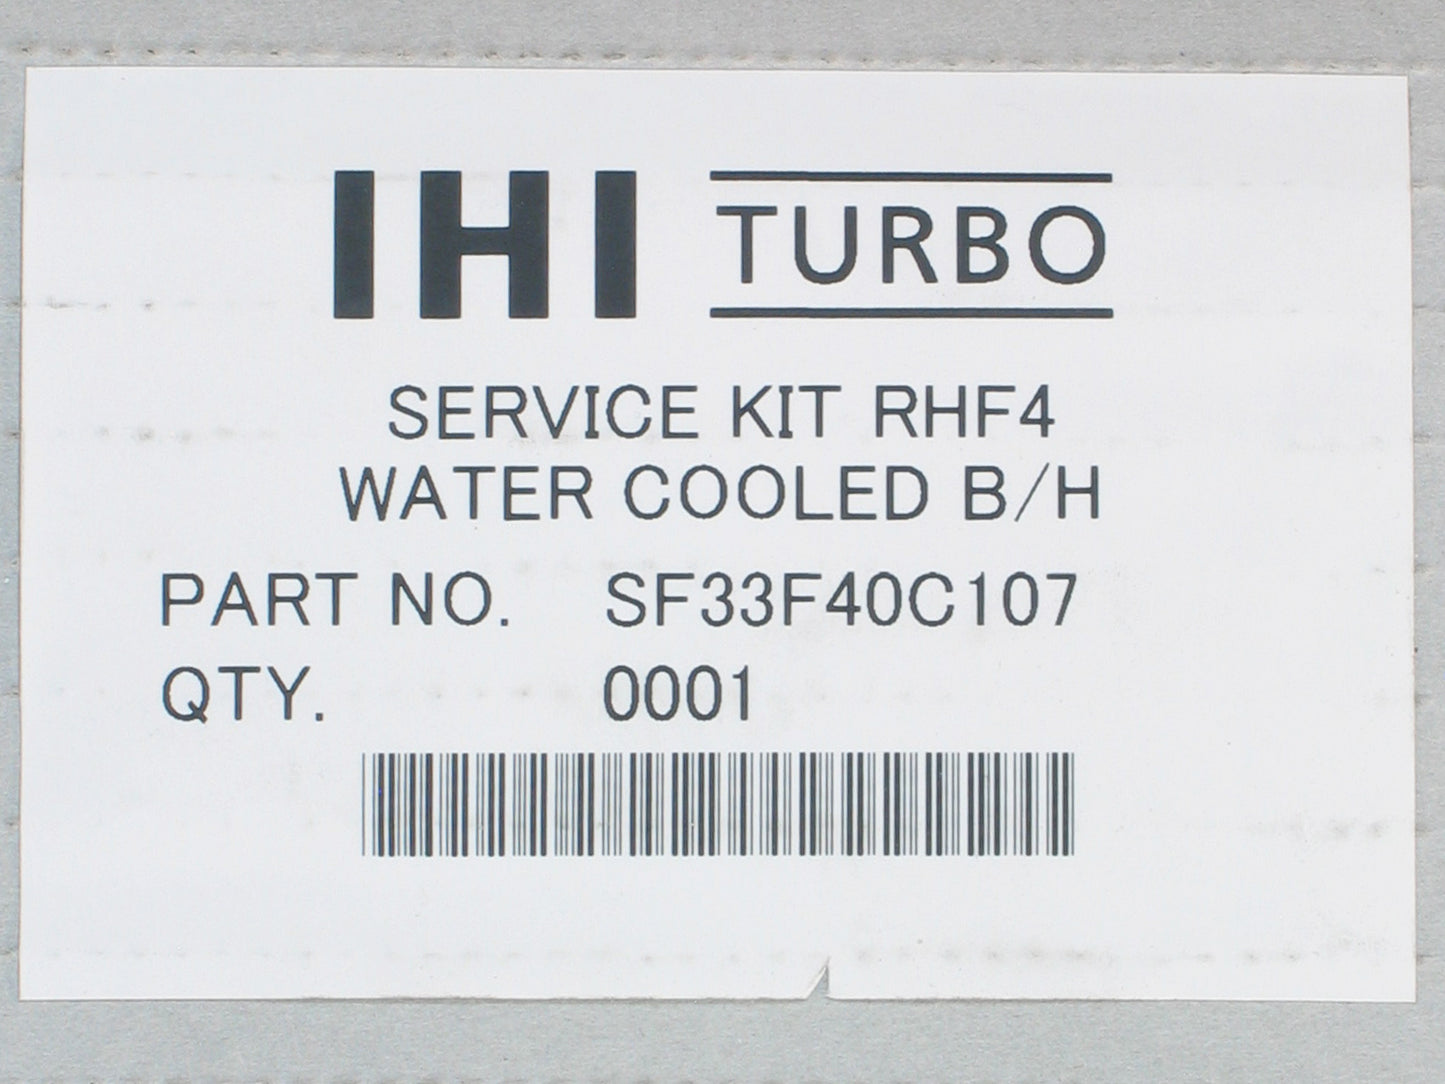 IHI TURBO
SERVICE KIT RHF4
WATER COOLED B/H
PART NO. SF33F40C107
QTY. 0001